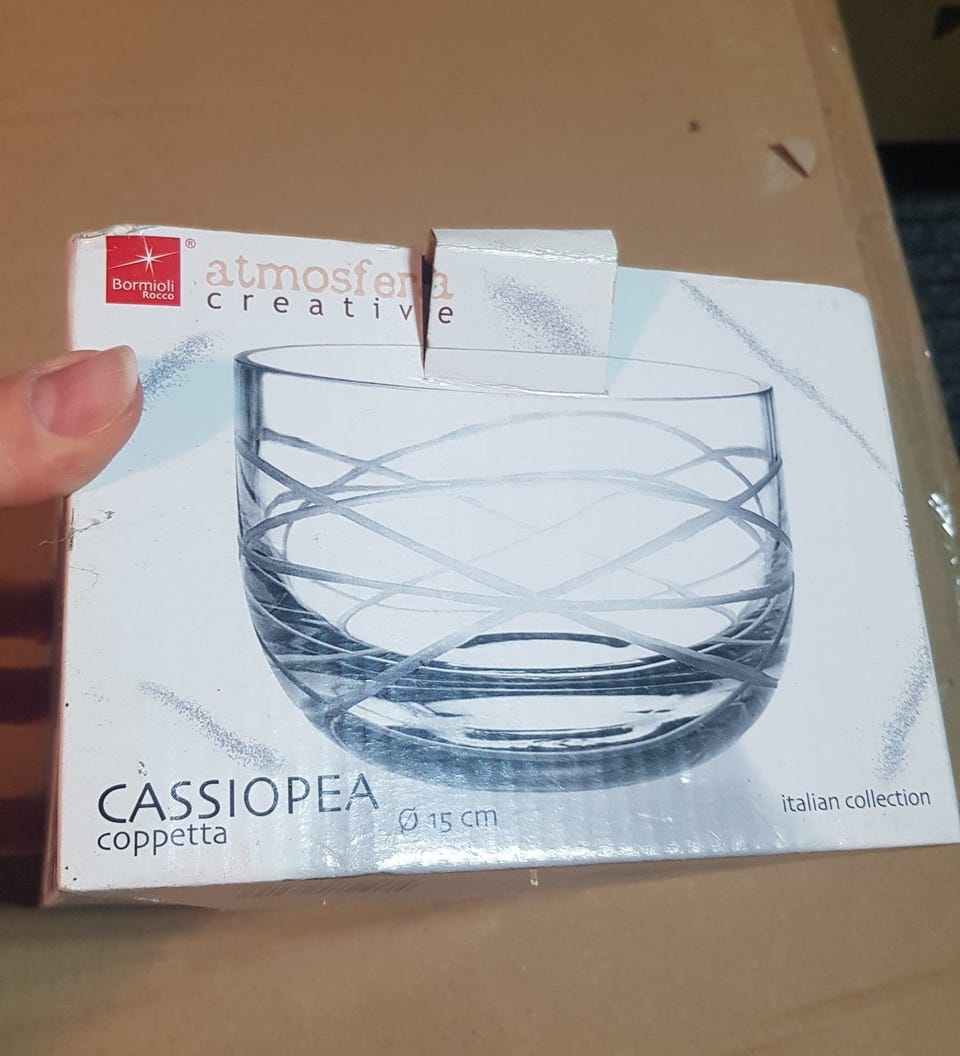 Bormioli
Rocco
®
atmosfera
creative
CASSIOPEA
coppetta
Ø 15 cm
italian collection